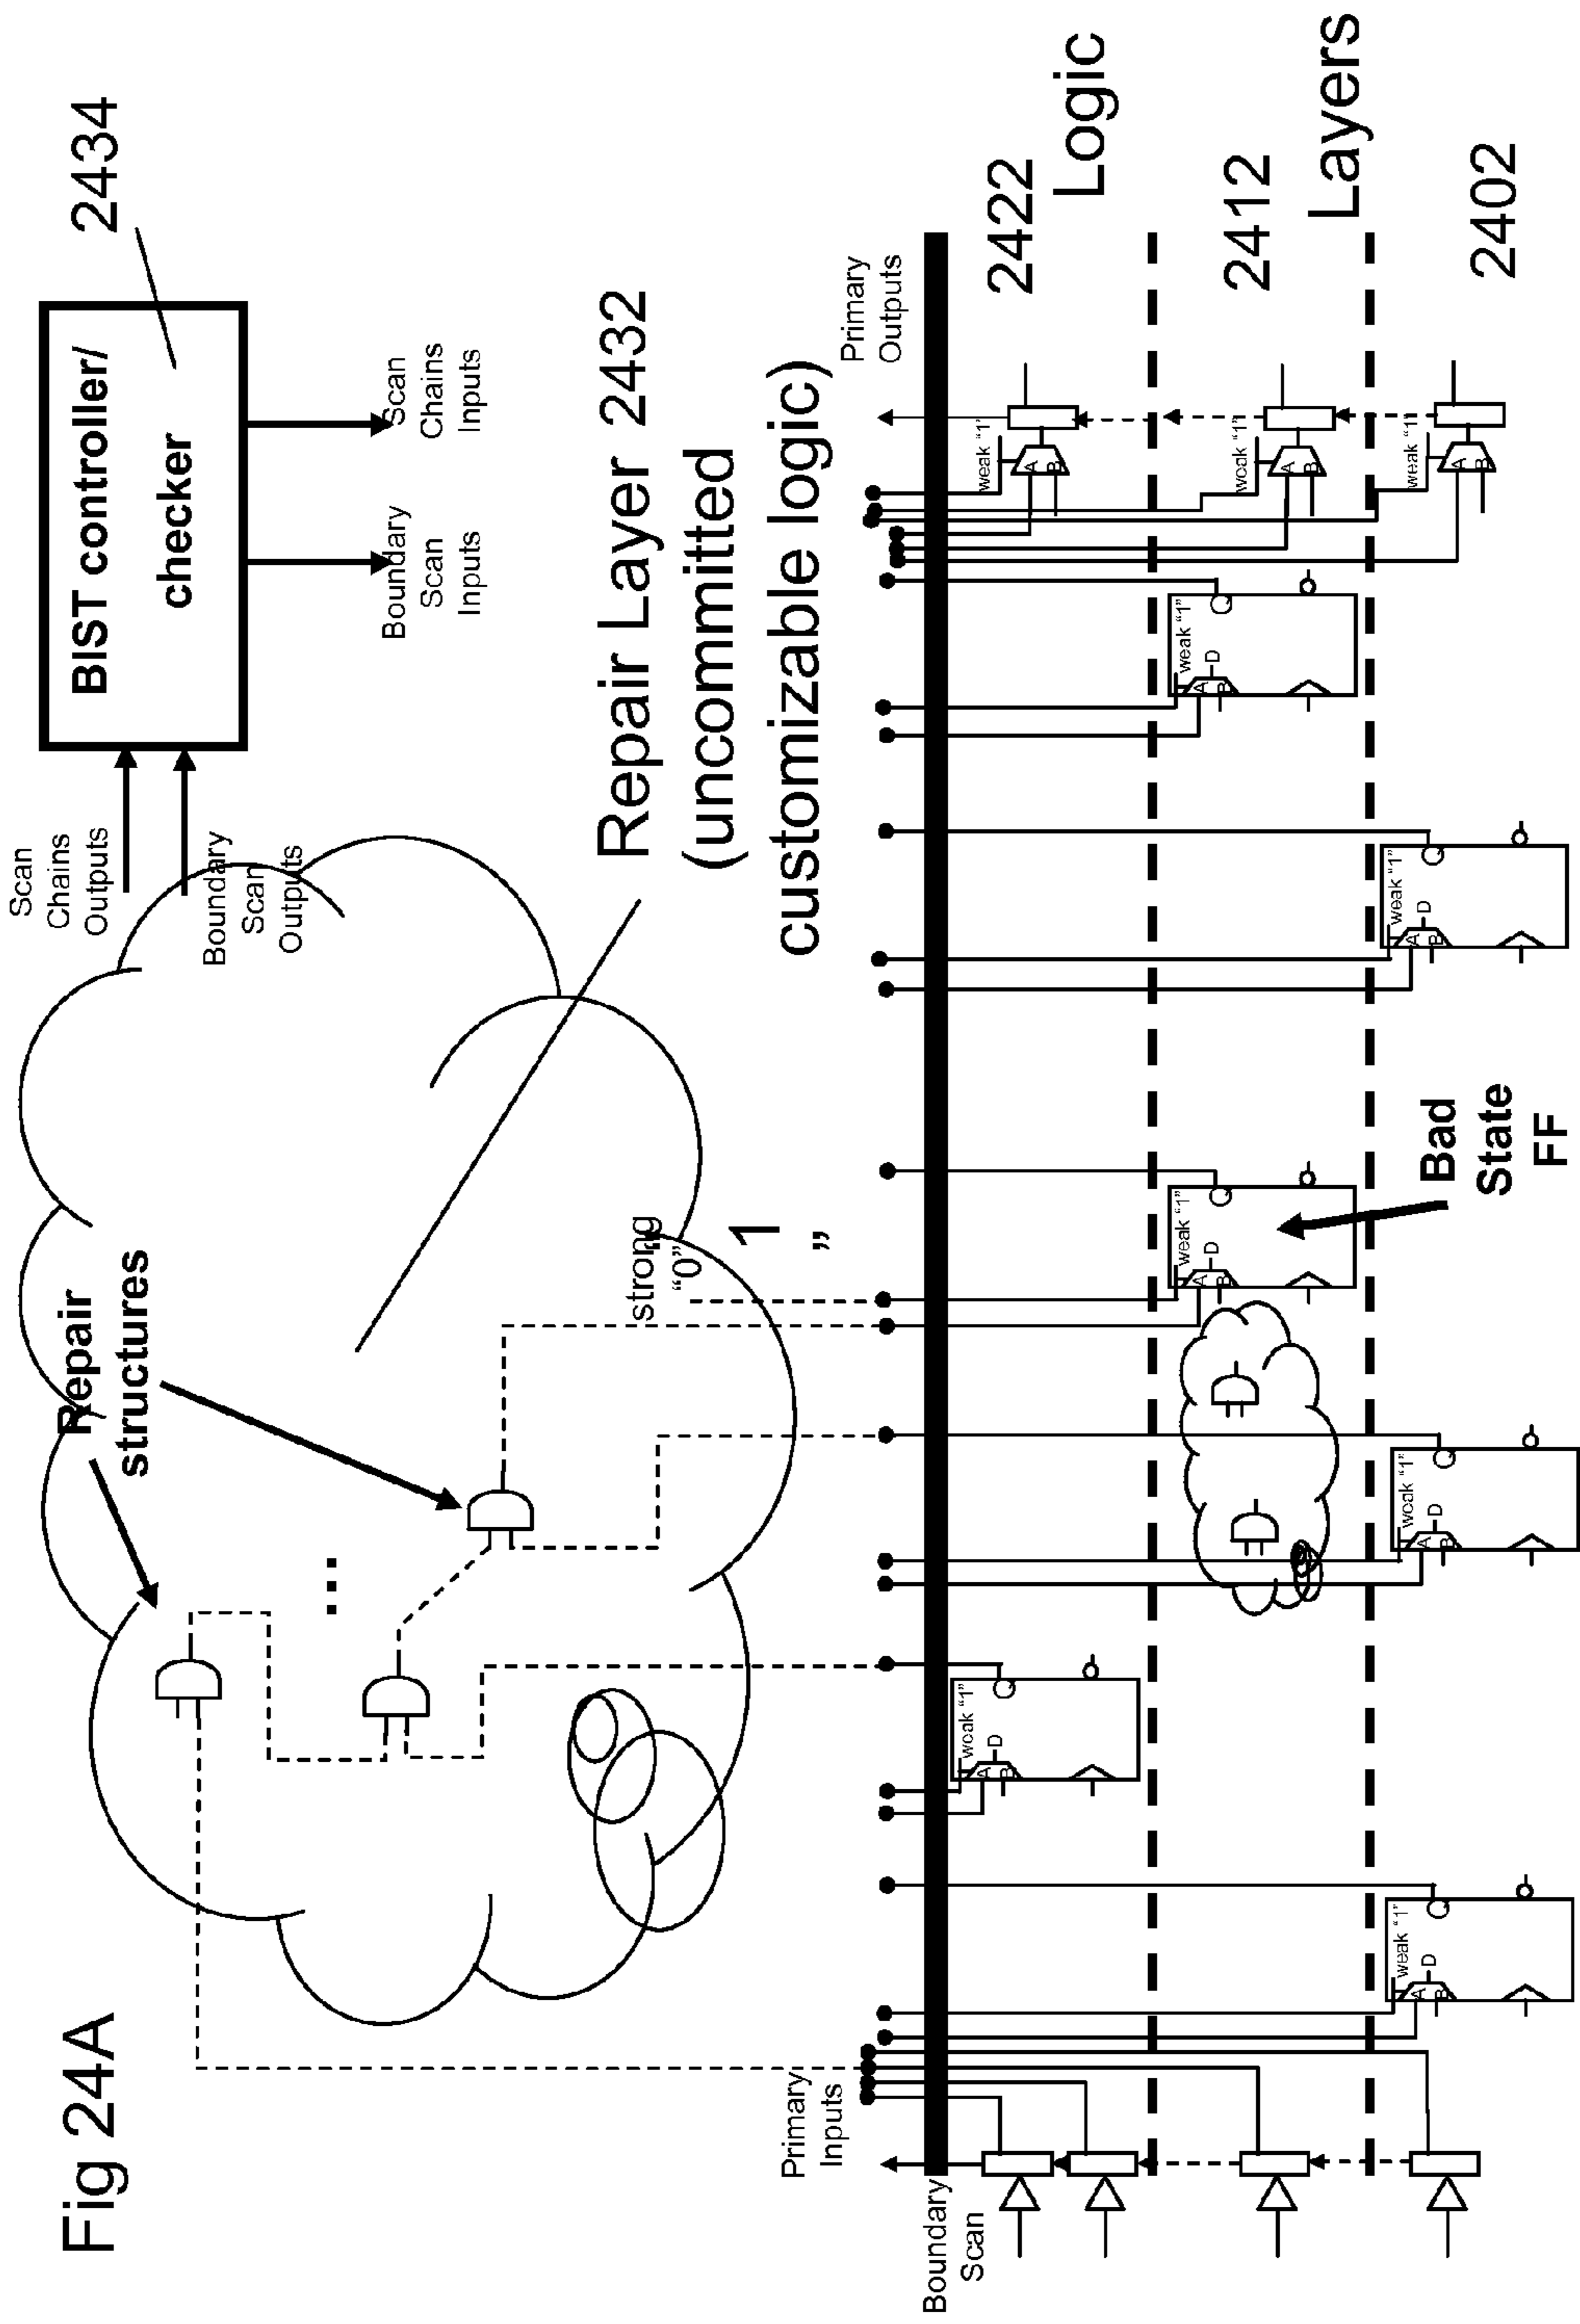 Fig 24A
Repair
structures
Scan
Chains
Outputs
Boundary
Scan
Outputs
BIST controller/
checker
2434
Boundary
Scan
Inputs
Scan
Chains
Inputs
Repair Layer 2432
(uncommitted
customizable logic)
strong
"0"
"
1
"
Primary
Inputs
Primary
Outputs
Boundary
Scan
2422
Logic
2412
Layers
2402
weak "1"
A
B
D
Q
weak "1"
A
B
D
Q
weak "1"
A
B
D
Q
weak "1"
A
B
D
Q
weak "1"
A
B
D
Q
weak "1"
A
B
D
Q
weak "1"
A
B
weak "1"
A
B
weak "1"
A
B
Bad
State
FF